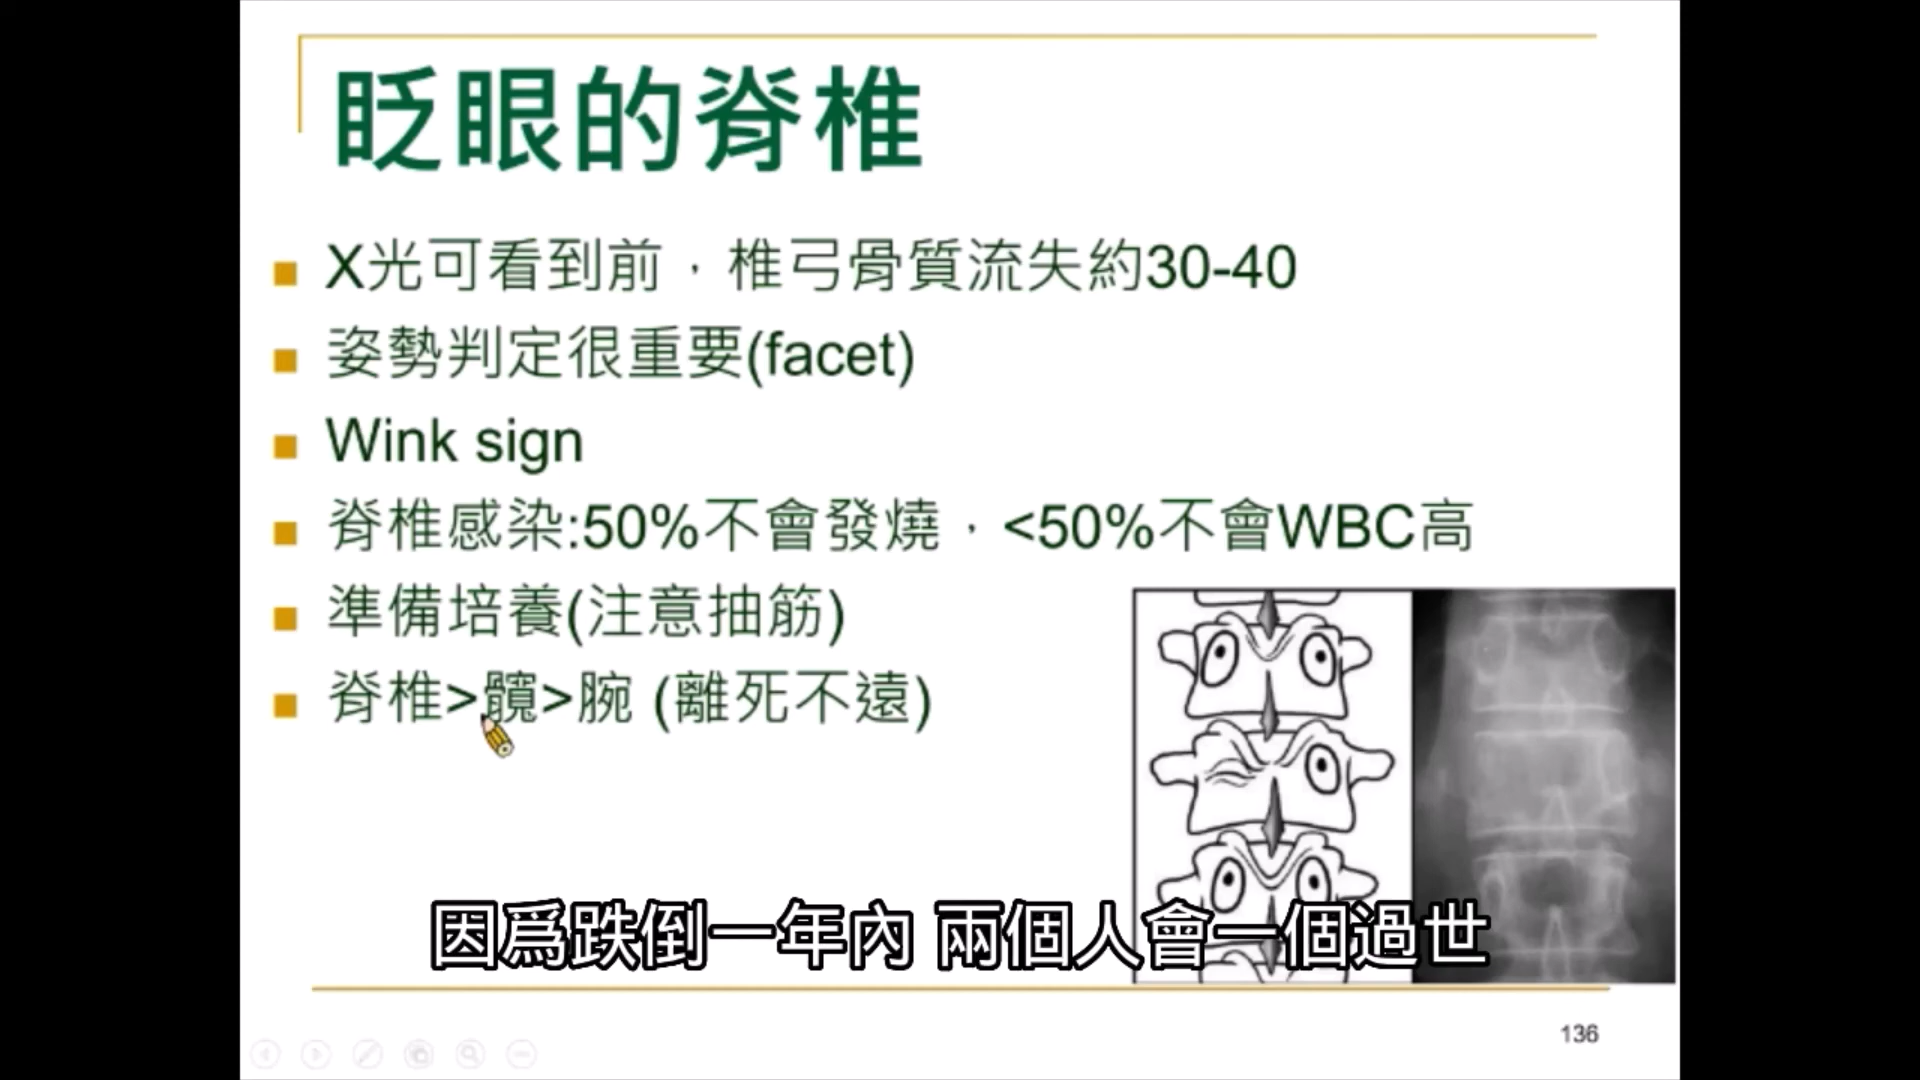 眨眼的脊椎
X光可看到前，椎弓骨質流失約30-40
姿勢判定很重要(facet)
Wink sign
脊椎感染:50%不會發燒，<50%不會WBC高
準備培養(注意抽筋)
脊椎>髖>腕 (離死不遠)
因爲跌倒一年內 兩個人會一個過世
136